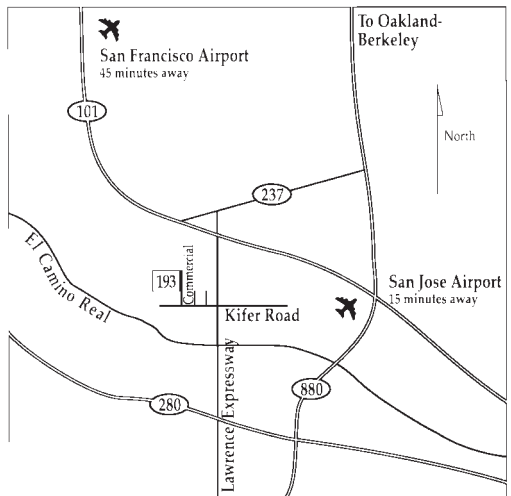 To Oakland-
Berkeley
San Francisco Airport
45 minutes away
101
North
237
El Camino Real
193
Commercial
San Jose Airport
15 minutes away
Kifer Road
Lawrence Expressway
880
280